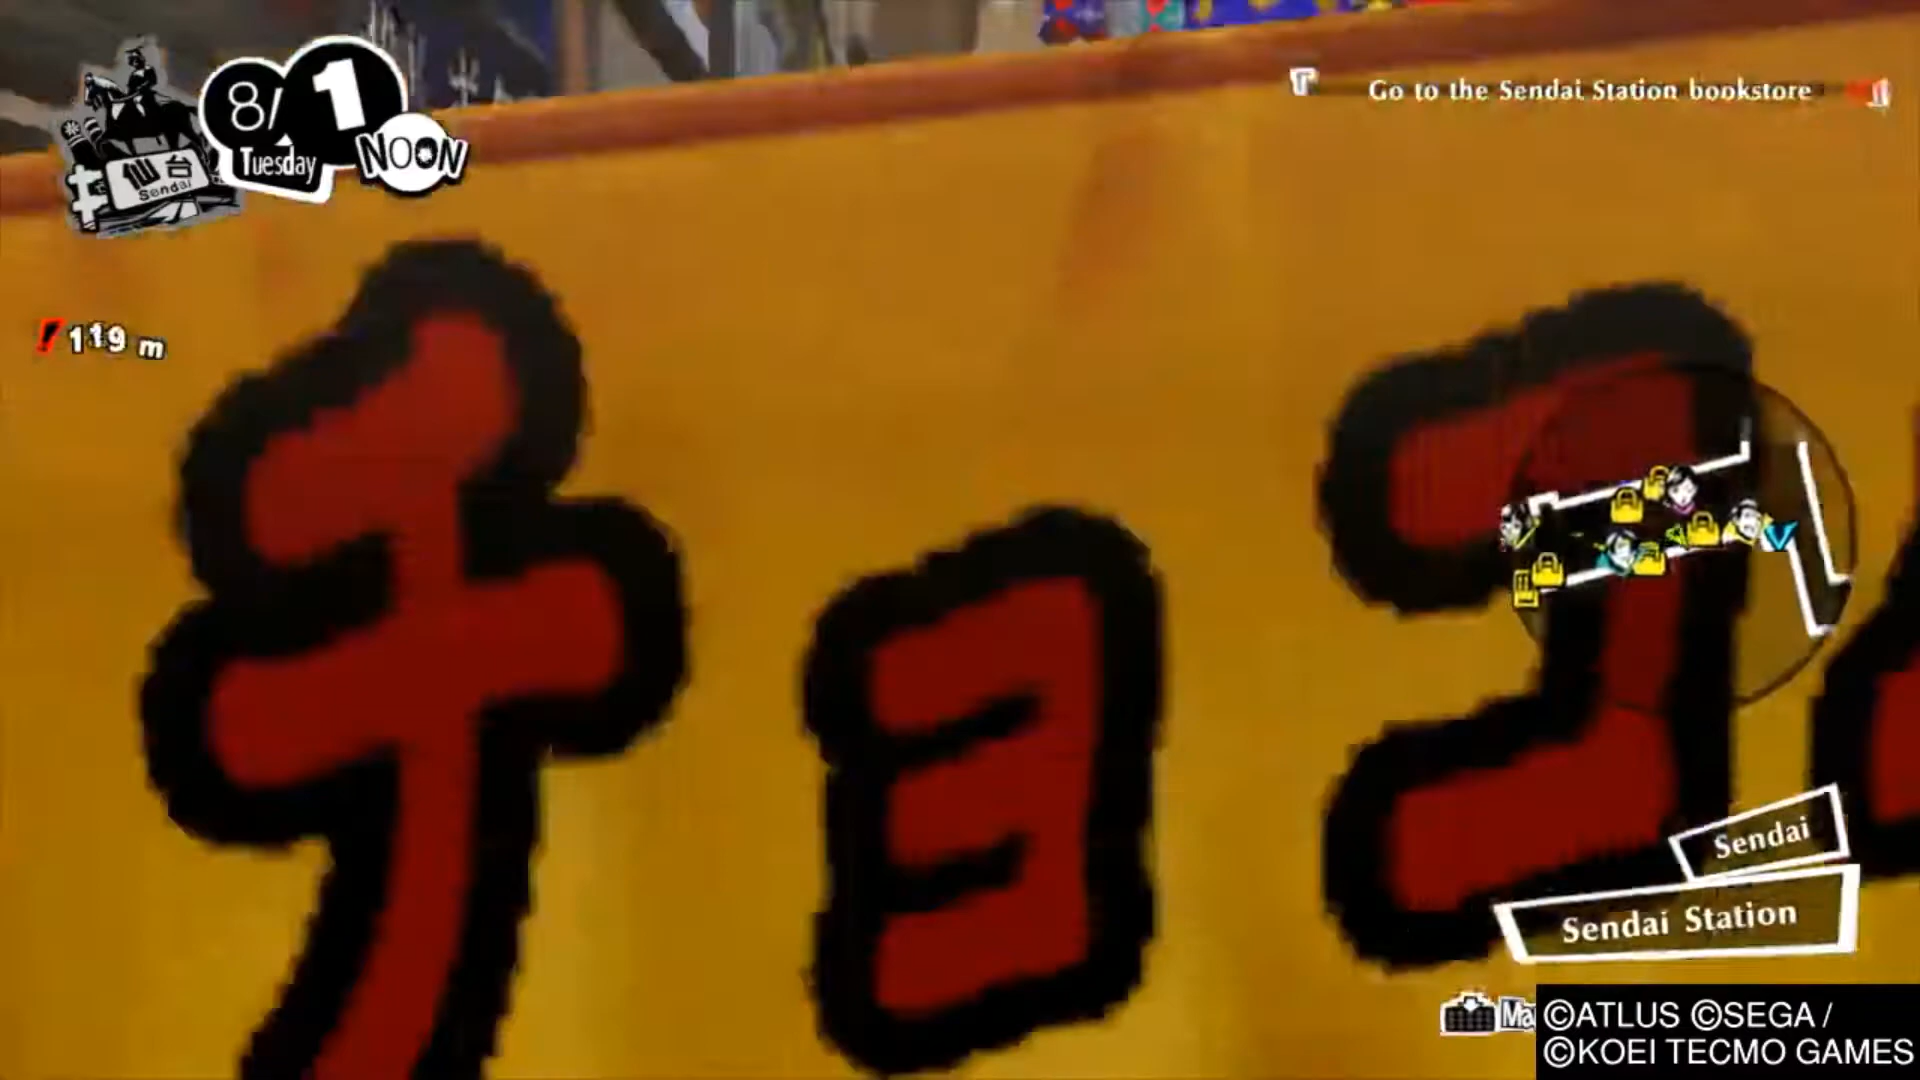 8/1
Tuesday
NOON
仙台
Sendai
Go to the Sendai Station bookstore
119 m
チョコ
Sendai
Sendai Station
©ATLUS ©SEGA /
©KOEI TECMO GAMES